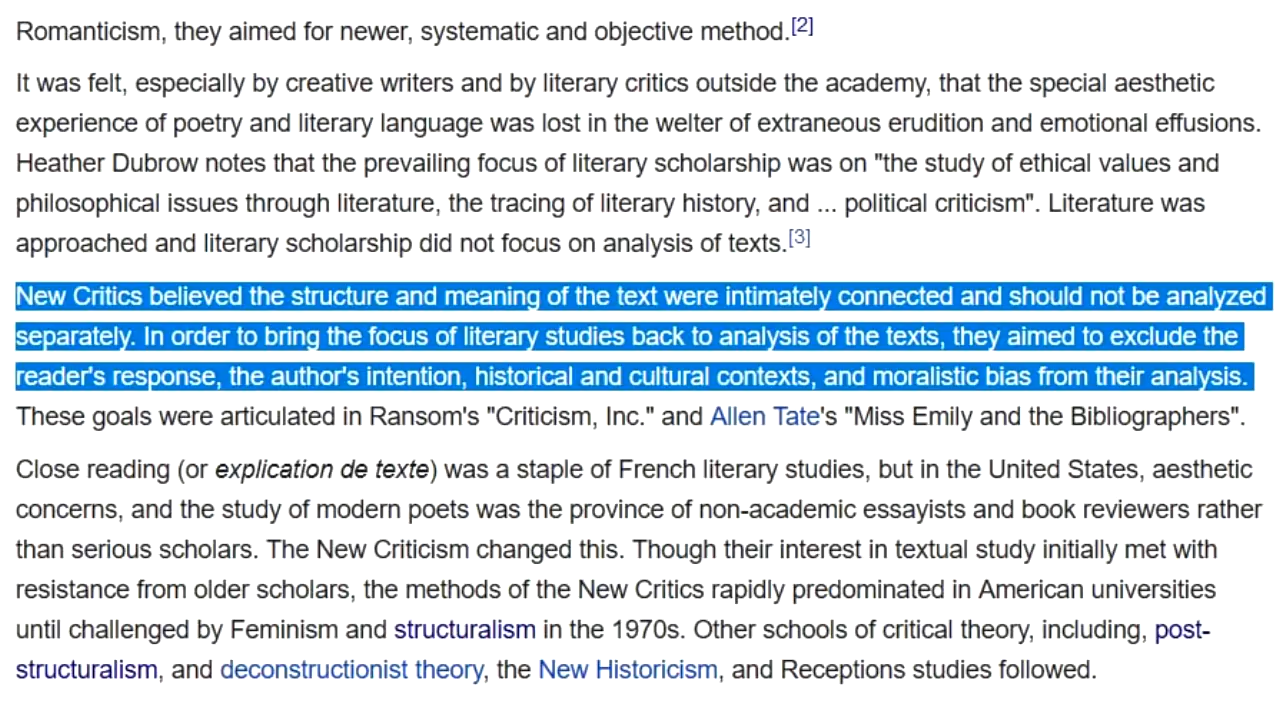 Romanticism, they aimed for newer, systematic and objective method.[2]
It was felt, especially by creative writers and by literary critics outside the academy, that the special aesthetic
experience of poetry and literary language was lost in the welter of extraneous erudition and emotional effusions.
Heather Dubrow notes that the prevailing focus of literary scholarship was on "the study of ethical values and
philosophical issues through literature, the tracing of literary history, and ... political criticism". Literature was
approached and literary scholarship did not focus on analysis of texts.[3]
New Critics believed the structure and meaning of the text were intimately connected and should not be analyzed
separately. In order to bring the focus of literary studies back to analysis of the texts, they aimed to exclude the
reader's response, the author's intention, historical and cultural contexts, and moralistic bias from their analysis.
These goals were articulated in Ransom's "Criticism, Inc." and Allen Tate's "Miss Emily and the Bibliographers".
Close reading (or explication de texte) was a staple of French literary studies, but in the United States, aesthetic
concerns, and the study of modern poets was the province of non-academic essayists and book reviewers rather
than serious scholars. The New Criticism changed this. Though their interest in textual study initially met with
resistance from older scholars, the methods of the New Critics rapidly predominated in American universities
until challenged by Feminism and structuralism in the 1970s. Other schools of critical theory, including, post-
structuralism, and deconstructionist theory, the New Historicism, and Receptions studies followed.